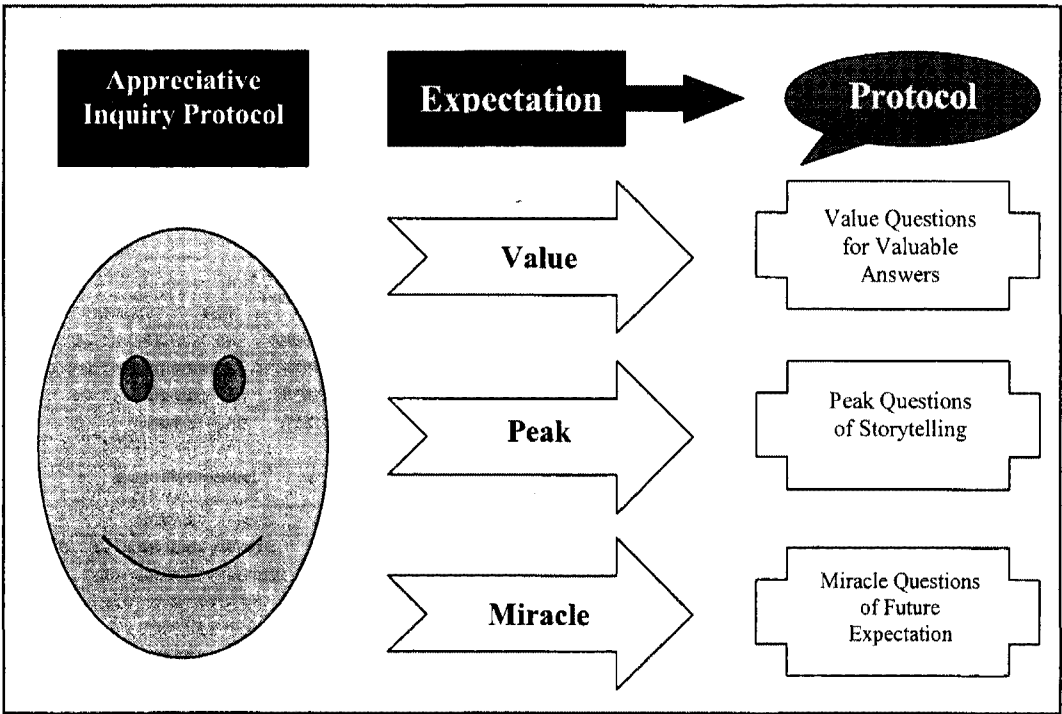 Appreciative
Inquiry Protocol
Expectation
Protocol
Value
Value Questions
for Valuable
Answers
Peak
Peak Questions
of Storytelling
Miracle
Miracle Questions
of Future
Expectation